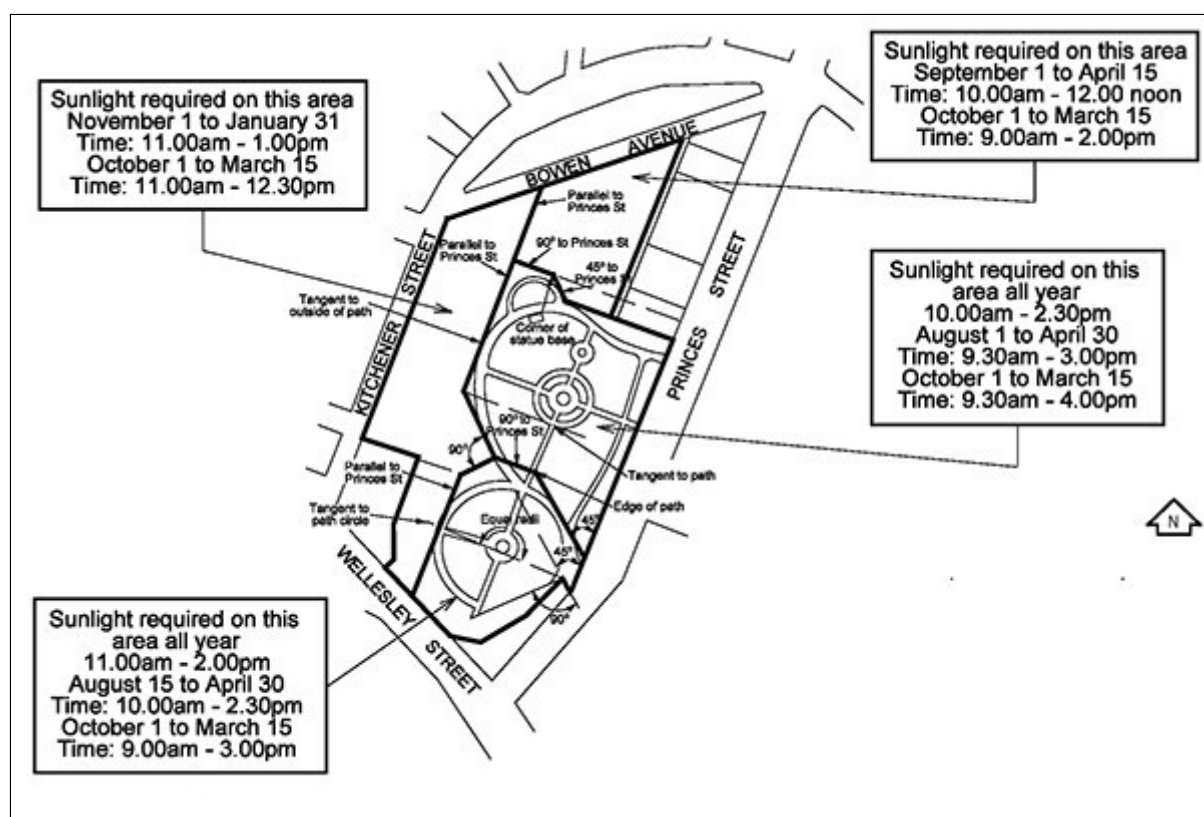 Sunlight required on this area
November 1 to January 31
Time: 11.00am - 1.00pm
October 1 to March 15
Time: 11.00am - 12.30pm
Sunlight required on this area
September 1 to April 15
Time: 10.00am - 12.00 noon
October 1 to March 15
Time: 9.00am - 2.00pm
BOWEN AVENUE
Parallel to
Princes St
90° to Princes St
Parallel to
Princes St
45° to
Princes St
KITCHENER STREET
Tangent to
outside of path
Corner of
statue base
PRINCES STREET
Sunlight required on this
area all year
10.00am - 2.30pm
August 1 to April 30
Time: 9.30am - 3.00pm
October 1 to March 15
Time: 9.30am - 4.00pm
90° to
Princes St
90°
Parallel to
Princes St
Tangent to path
Edge of path
Tangent to
path circle
45°
45°
90°
N
WELLESLEY STREET
Sunlight required on this
area all year
11.00am - 2.00pm
August 15 to April 30
Time: 10.00am - 2.30pm
October 1 to March 15
Time: 9.00am - 3.00pm